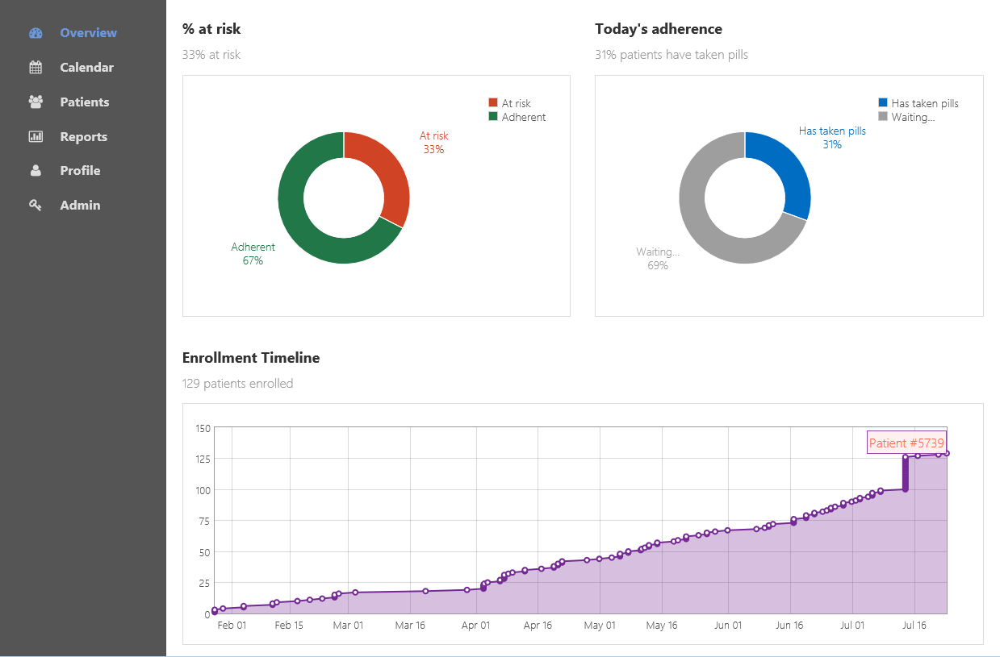 Overview
Calendar
Patients
Reports
Profile
Admin
% at risk
33% at risk
At risk
Adherent
At risk
33%
Adherent
67%
Today's adherence
31% patients have taken pills
Has taken pills
Waiting...
Has taken pills
31%
Waiting...
69%
Enrollment Timeline
129 patients enrolled
150
125
100
75
50
25
0
Patient #5739
Feb 01 Feb 15 Mar 01 Mar 16 Apr 01 Apr 16 May 01 May 16 Jun 01 Jun 16 Jul 01 Jul 16